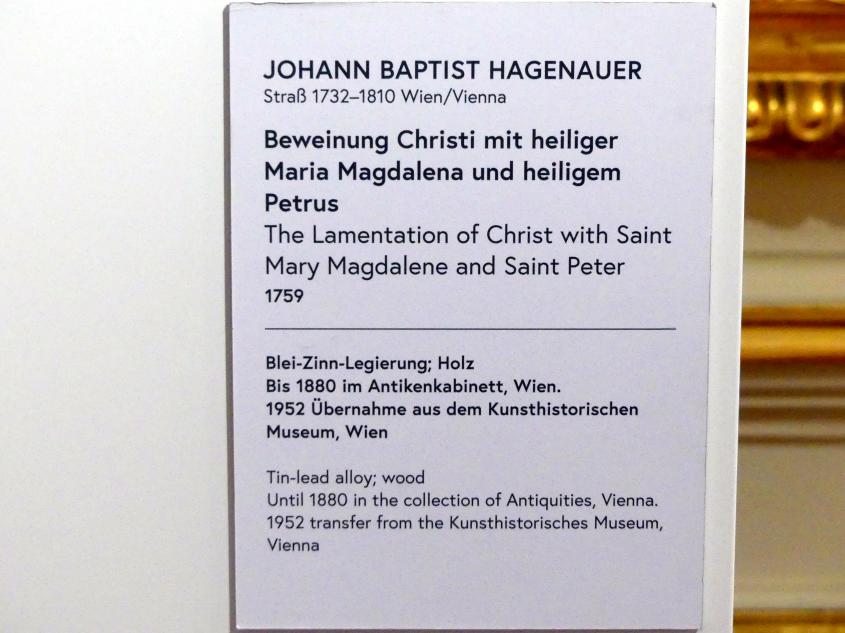 JOHANN BAPTIST HAGENAUER
Straß 1732–1810 Wien/Vienna
Beweinung Christi mit heiliger
Maria Magdalena und heiligem
Petrus
The Lamentation of Christ with Saint
Mary Magdalene and Saint Peter
1759
Blei-Zinn-Legierung; Holz
Bis 1880 im Antikenkabinett, Wien.
1952 Übernahme aus dem Kunsthistorischen
Museum, Wien
Tin-lead alloy; wood
Until 1880 in the collection of Antiquities, Vienna.
1952 transfer from the Kunsthistorisches Museum,
Vienna